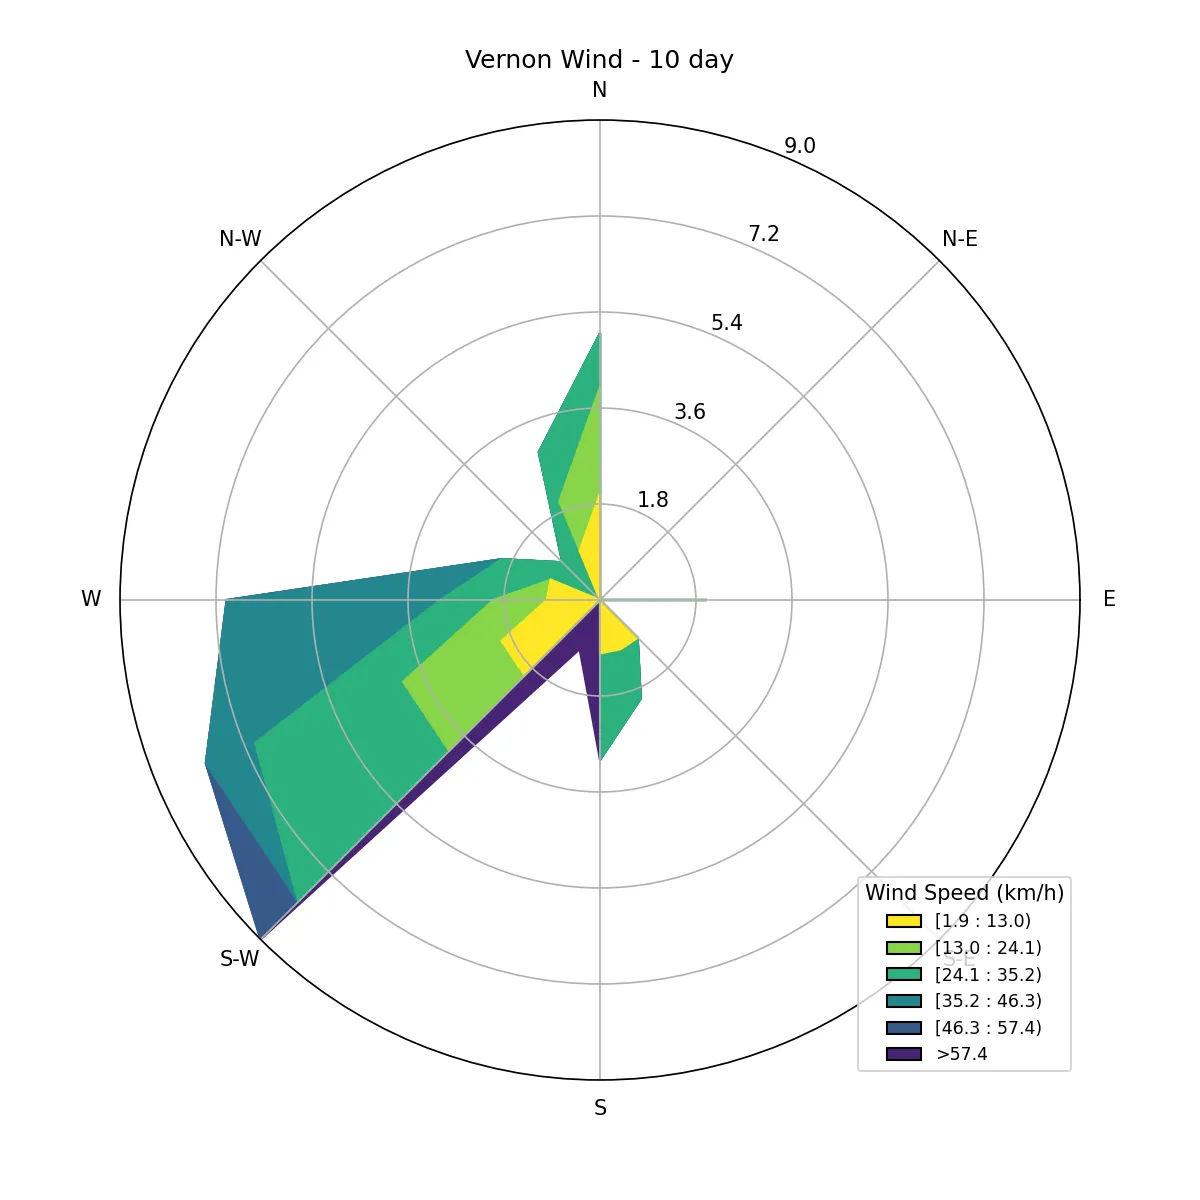 Vernon Wind - 10 day
N
9.0
N-W
7.2
N-E
5.4
3.6
1.8
W
E
S-W
S-E
Wind Speed (km/h)
[1.9 : 13.0)
[13.0 : 24.1)
[24.1 : 35.2)
[35.2 : 46.3)
[46.3 : 57.4)
>57.4
S